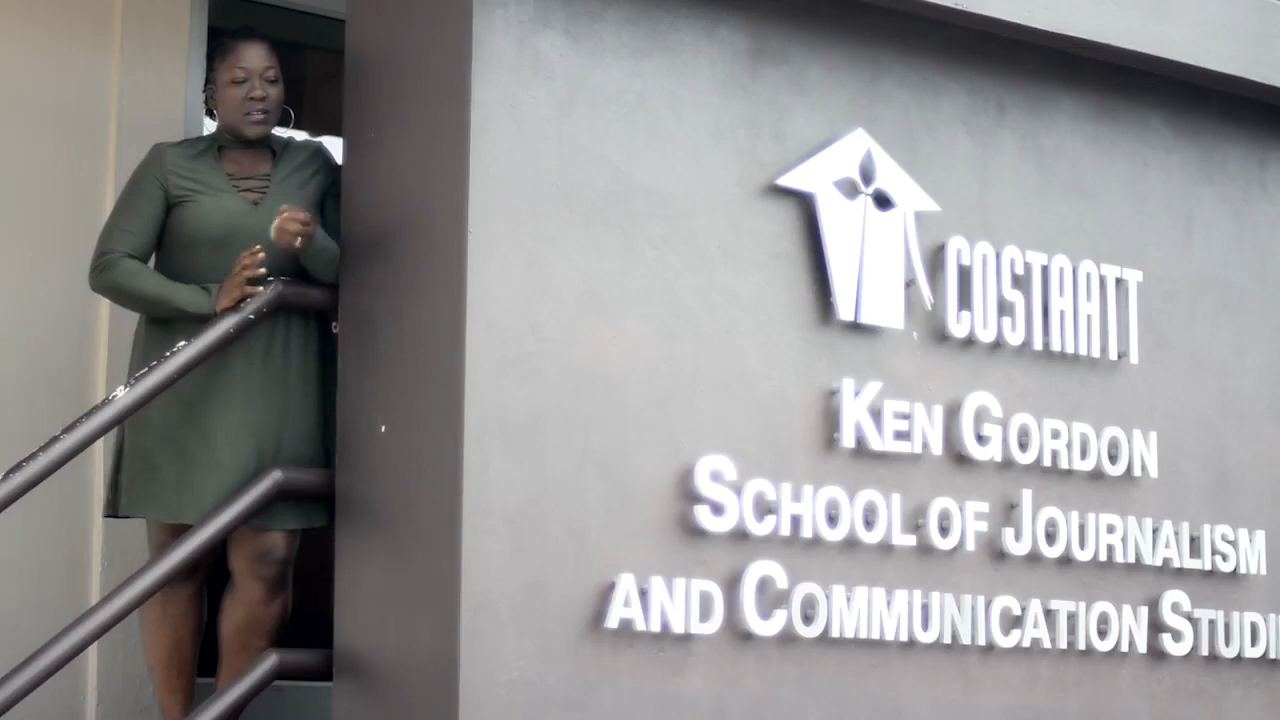 COSTAATT
KEN GORDON
SCHOOL OF JOURNALISM
AND COMMUNICATION STUDI